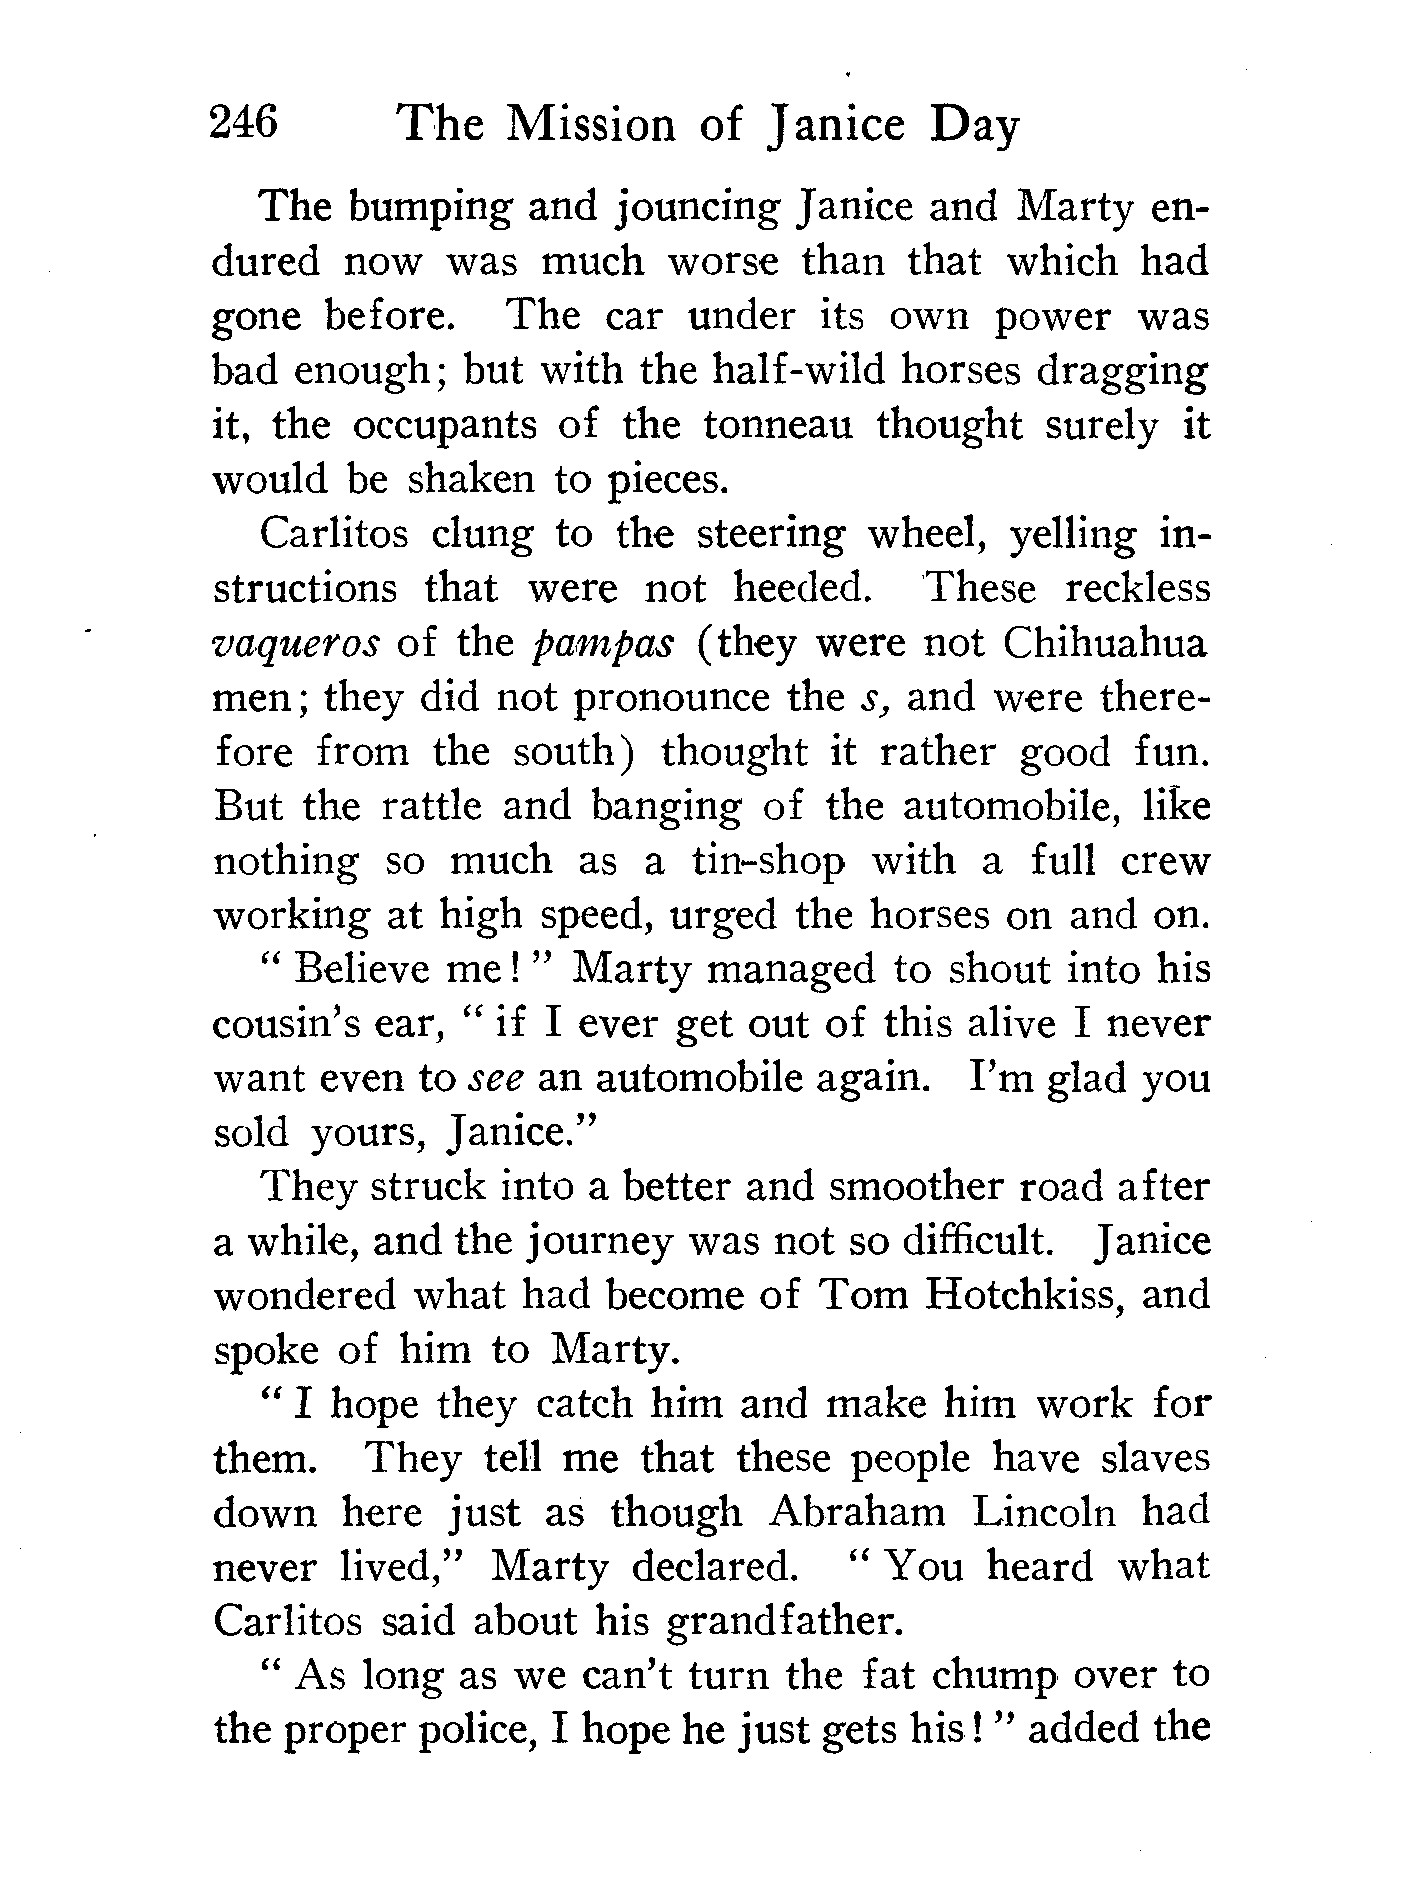 246 The Mission of Janice Day
The bumping and jouncing Janice and Marty en-
dured now was much worse than that which had
gone before. The car under its own power was
bad enough; but with the half-wild horses dragging
it, the occupants of the tonneau thought surely it
would be shaken to pieces.
Carlitos clung to the steering wheel, yelling in-
structions that were not heeded. These reckless
vaqueros of the pampas (they were not Chihuahua
men; they did not pronounce the s, and were there-
fore from the south) thought it rather good fun.
But the rattle and banging of the automobile, like
nothing so much as a tin-shop with a full crew
working at high speed, urged the horses on and on.
" Believe me! " Marty managed to shout into his
cousin's ear, " if I ever get out of this alive I never
want even to see an automobile again. I'm glad you
sold yours, Janice."
They struck into a better and smoother road after
a while, and the journey was not so difficult. Janice
wondered what had become of Tom Hotchkiss, and
spoke of him to Marty.
" I hope they catch him and make him work for
them. They tell me that these people have slaves
down here just as though Abraham Lincoln had
never lived," Marty declared. " You heard what
Carlitos said about his grandfather.
" As long as we can't turn the fat chump over to
the proper police, I hope he just gets his! " added the